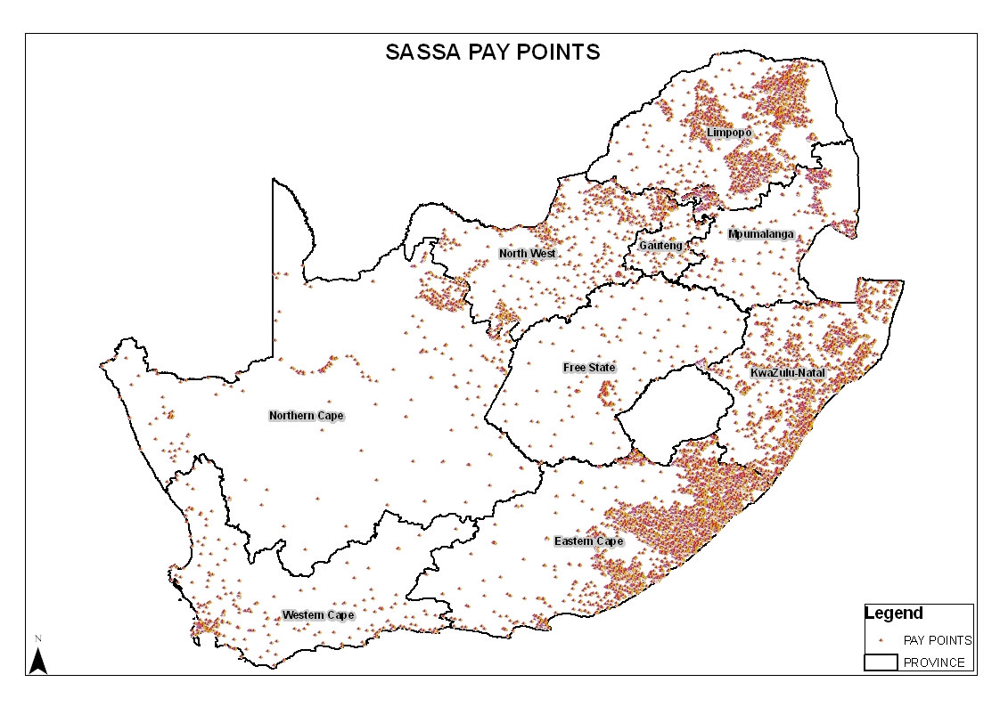 SASSA PAY POINTS
Limpopo
Mpumalanga
Gauteng
North West
Free State
KwaZulu-Natal
Northern Cape
Eastern Cape
Western Cape
Legend
PAY POINTS
PROVINCE
N